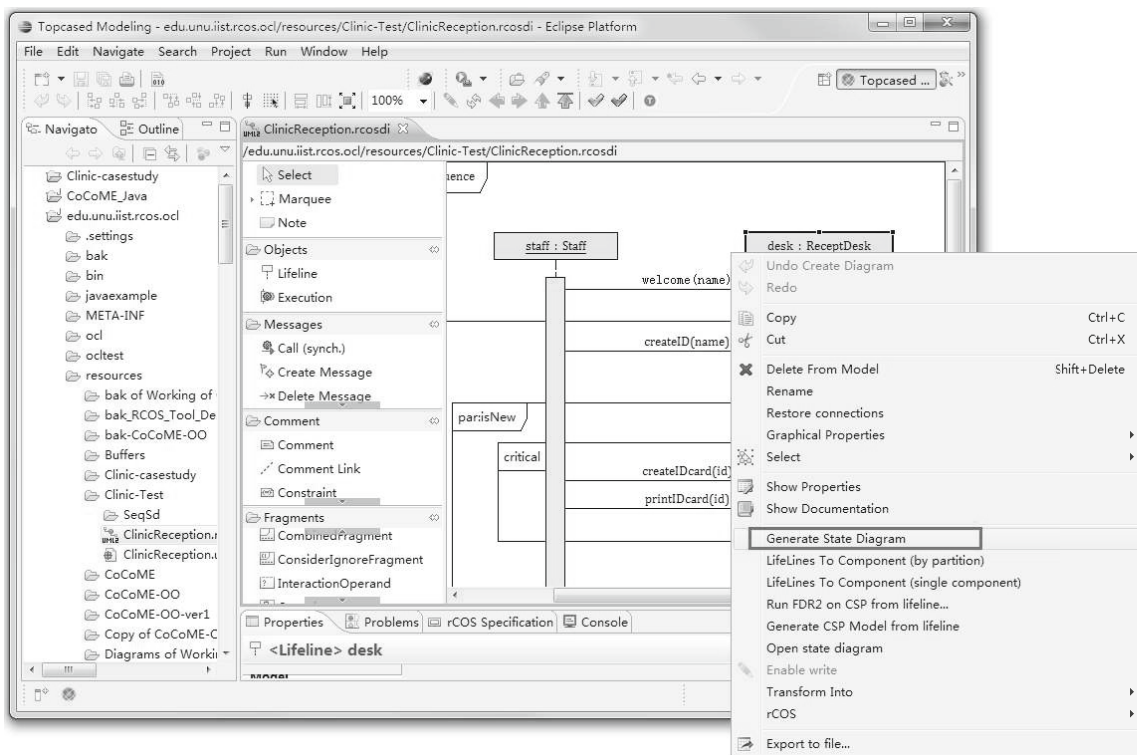 Topcased Modeling - edu.unu.iist.rcos.ocl/resources/Clinic-Test/ClinicReception.rcosdi - Eclipse Platform
File Edit Navigate Search Project Run Window Help
100%
Topcased ...
Navigato
Outline
ClinicReception.rcosdi
/edu.unu.iist.rcos.ocl/resources/Clinic-Test/ClinicReception.rcosdi
Clinic-casestudy
CoCoME_Java
edu.unu.iist.rcos.ocl
.settings
bak
bin
javaexample
META-INF
ocl
ocltest
resources
bak of Working of
bak_RCOS_Tool_De
bak-CoCoME-OO
Buffers
Clinic-casestudy
Clinic-Test
SeqSd
ClinicReception.r
ClinicReception.u
CoCoME
CoCoME-OO
CoCoME-OO-ver1
Copy of CoCoME-C
Diagrams of Workin
Select
Marquee
Note
Objects
Lifeline
Execution
Messages
Call (synch.)
Create Message
Delete Message
Comment
Comment
Comment Link
Constraint
Fragments
CombinedFragment
ConsiderIgnoreFragment
InteractionOperand
ience
staff : Staff
desk : ReceptDesk
welcome(name)
createID(name)
par:isNew
critical
createIDcard(id)
printIDcard(id)
Properties
Problems
rCOS Specification
Console
<Lifeline> desk
Model
Undo Create Diagram
Redo
Copy Ctrl+C
Cut Ctrl+X
Delete From Model Shift+Delete
Rename
Restore connections
Graphical Properties
Select
Show Properties
Show Documentation
Generate State Diagram
LifeLines To Component (by partition)
LifeLines To Component (single component)
Run FDR2 on CSP from lifeline...
Generate CSP Model from lifeline
Open state diagram
Enable write
Transform Into
rCOS
Export to file...